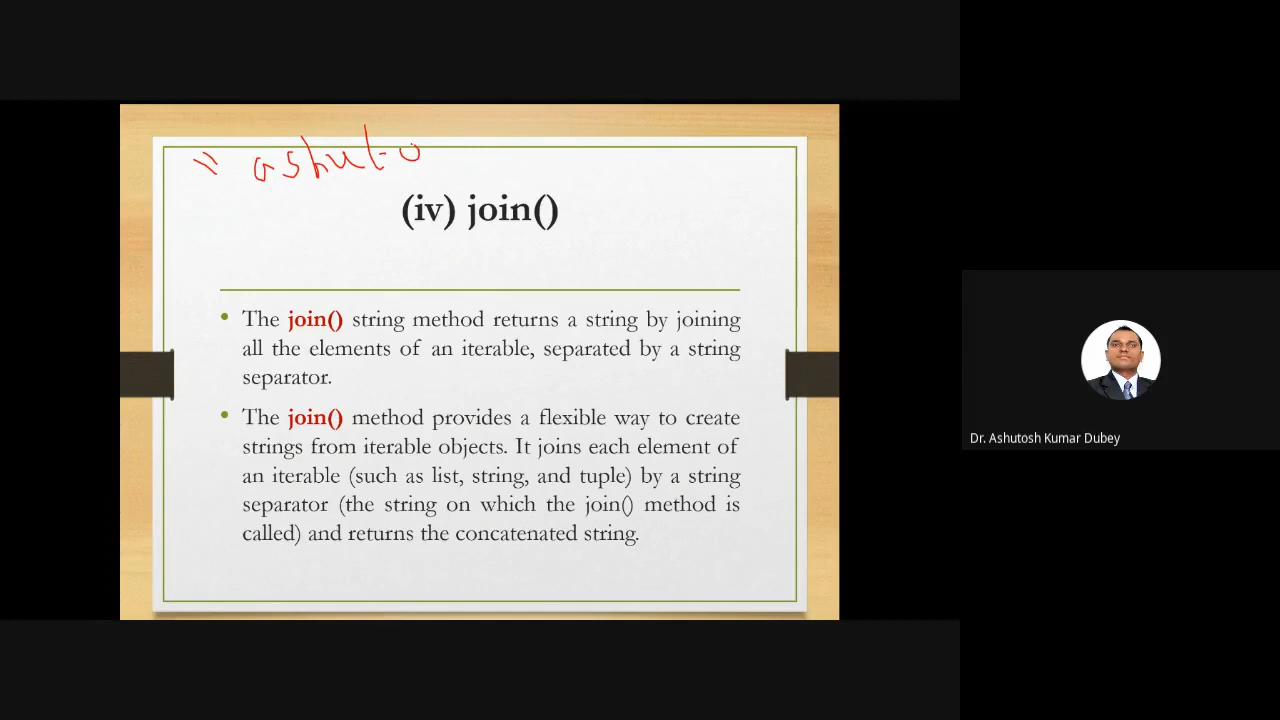 " ashuto
(iv) join()
• The join() string method returns a string by joining
all the elements of an iterable, separated by a string
separator.
• The join() method provides a flexible way to create
strings from iterable objects. It joins each element of
an iterable (such as list, string, and tuple) by a string
separator (the string on which the join() method is
called) and returns the concatenated string.
Dr. Ashutosh Kumar Dubey